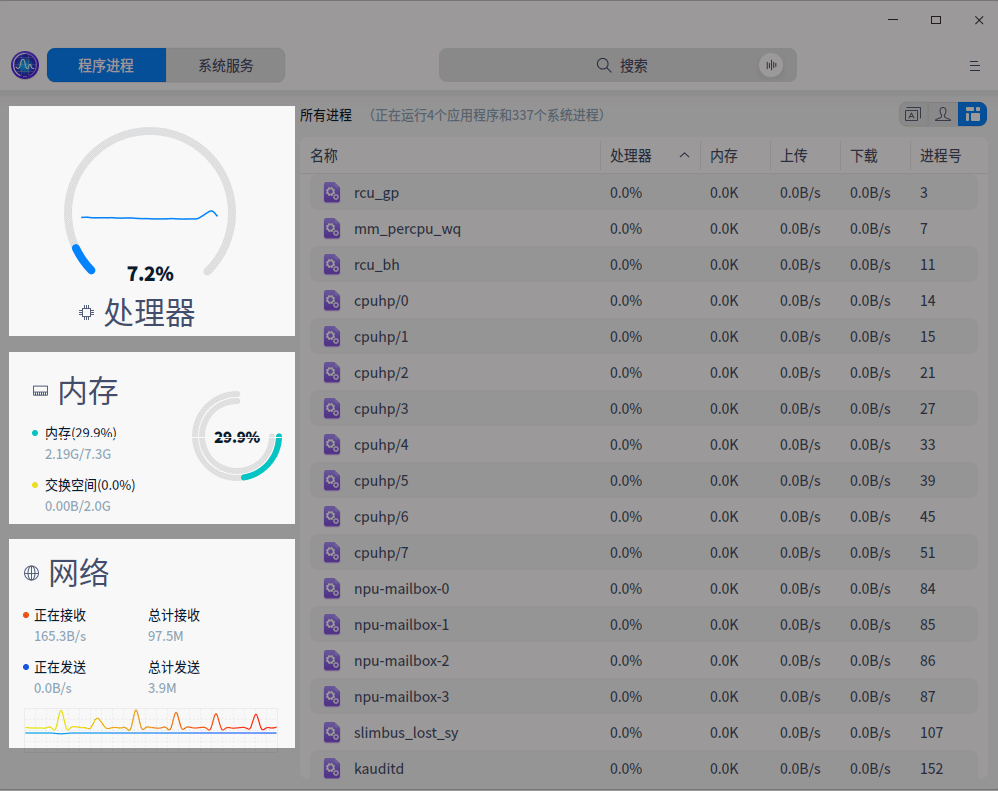 程序进程 系统服务 搜索
7.2%
处理器
内存
内存(29.9%)
2.19G/7.3G
29.9%
交换空间(0.0%)
0.00B/2.0G
网络
正在接收 总计接收
165.3B/s 97.5M
正在发送 总计发送
0.0B/s 3.9M
所有进程 （正在运行4个应用程序和337个系统进程）
名称 处理器 内存 上传 下载 进程号
rcu_gp 0.0% 0.0K 0.0B/s 0.0B/s 3
mm_percpu_wq 0.0% 0.0K 0.0B/s 0.0B/s 7
rcu_bh 0.0% 0.0K 0.0B/s 0.0B/s 11
cpuhp/0 0.0% 0.0K 0.0B/s 0.0B/s 14
cpuhp/1 0.0% 0.0K 0.0B/s 0.0B/s 15
cpuhp/2 0.0% 0.0K 0.0B/s 0.0B/s 21
cpuhp/3 0.0% 0.0K 0.0B/s 0.0B/s 27
cpuhp/4 0.0% 0.0K 0.0B/s 0.0B/s 33
cpuhp/5 0.0% 0.0K 0.0B/s 0.0B/s 39
cpuhp/6 0.0% 0.0K 0.0B/s 0.0B/s 45
cpuhp/7 0.0% 0.0K 0.0B/s 0.0B/s 51
npu-mailbox-0 0.0% 0.0K 0.0B/s 0.0B/s 84
npu-mailbox-1 0.0% 0.0K 0.0B/s 0.0B/s 85
npu-mailbox-2 0.0% 0.0K 0.0B/s 0.0B/s 86
npu-mailbox-3 0.0% 0.0K 0.0B/s 0.0B/s 87
slimbus_lost_sy 0.0% 0.0K 0.0B/s 0.0B/s 107
kauditd 0.0% 0.0K 0.0B/s 0.0B/s 152